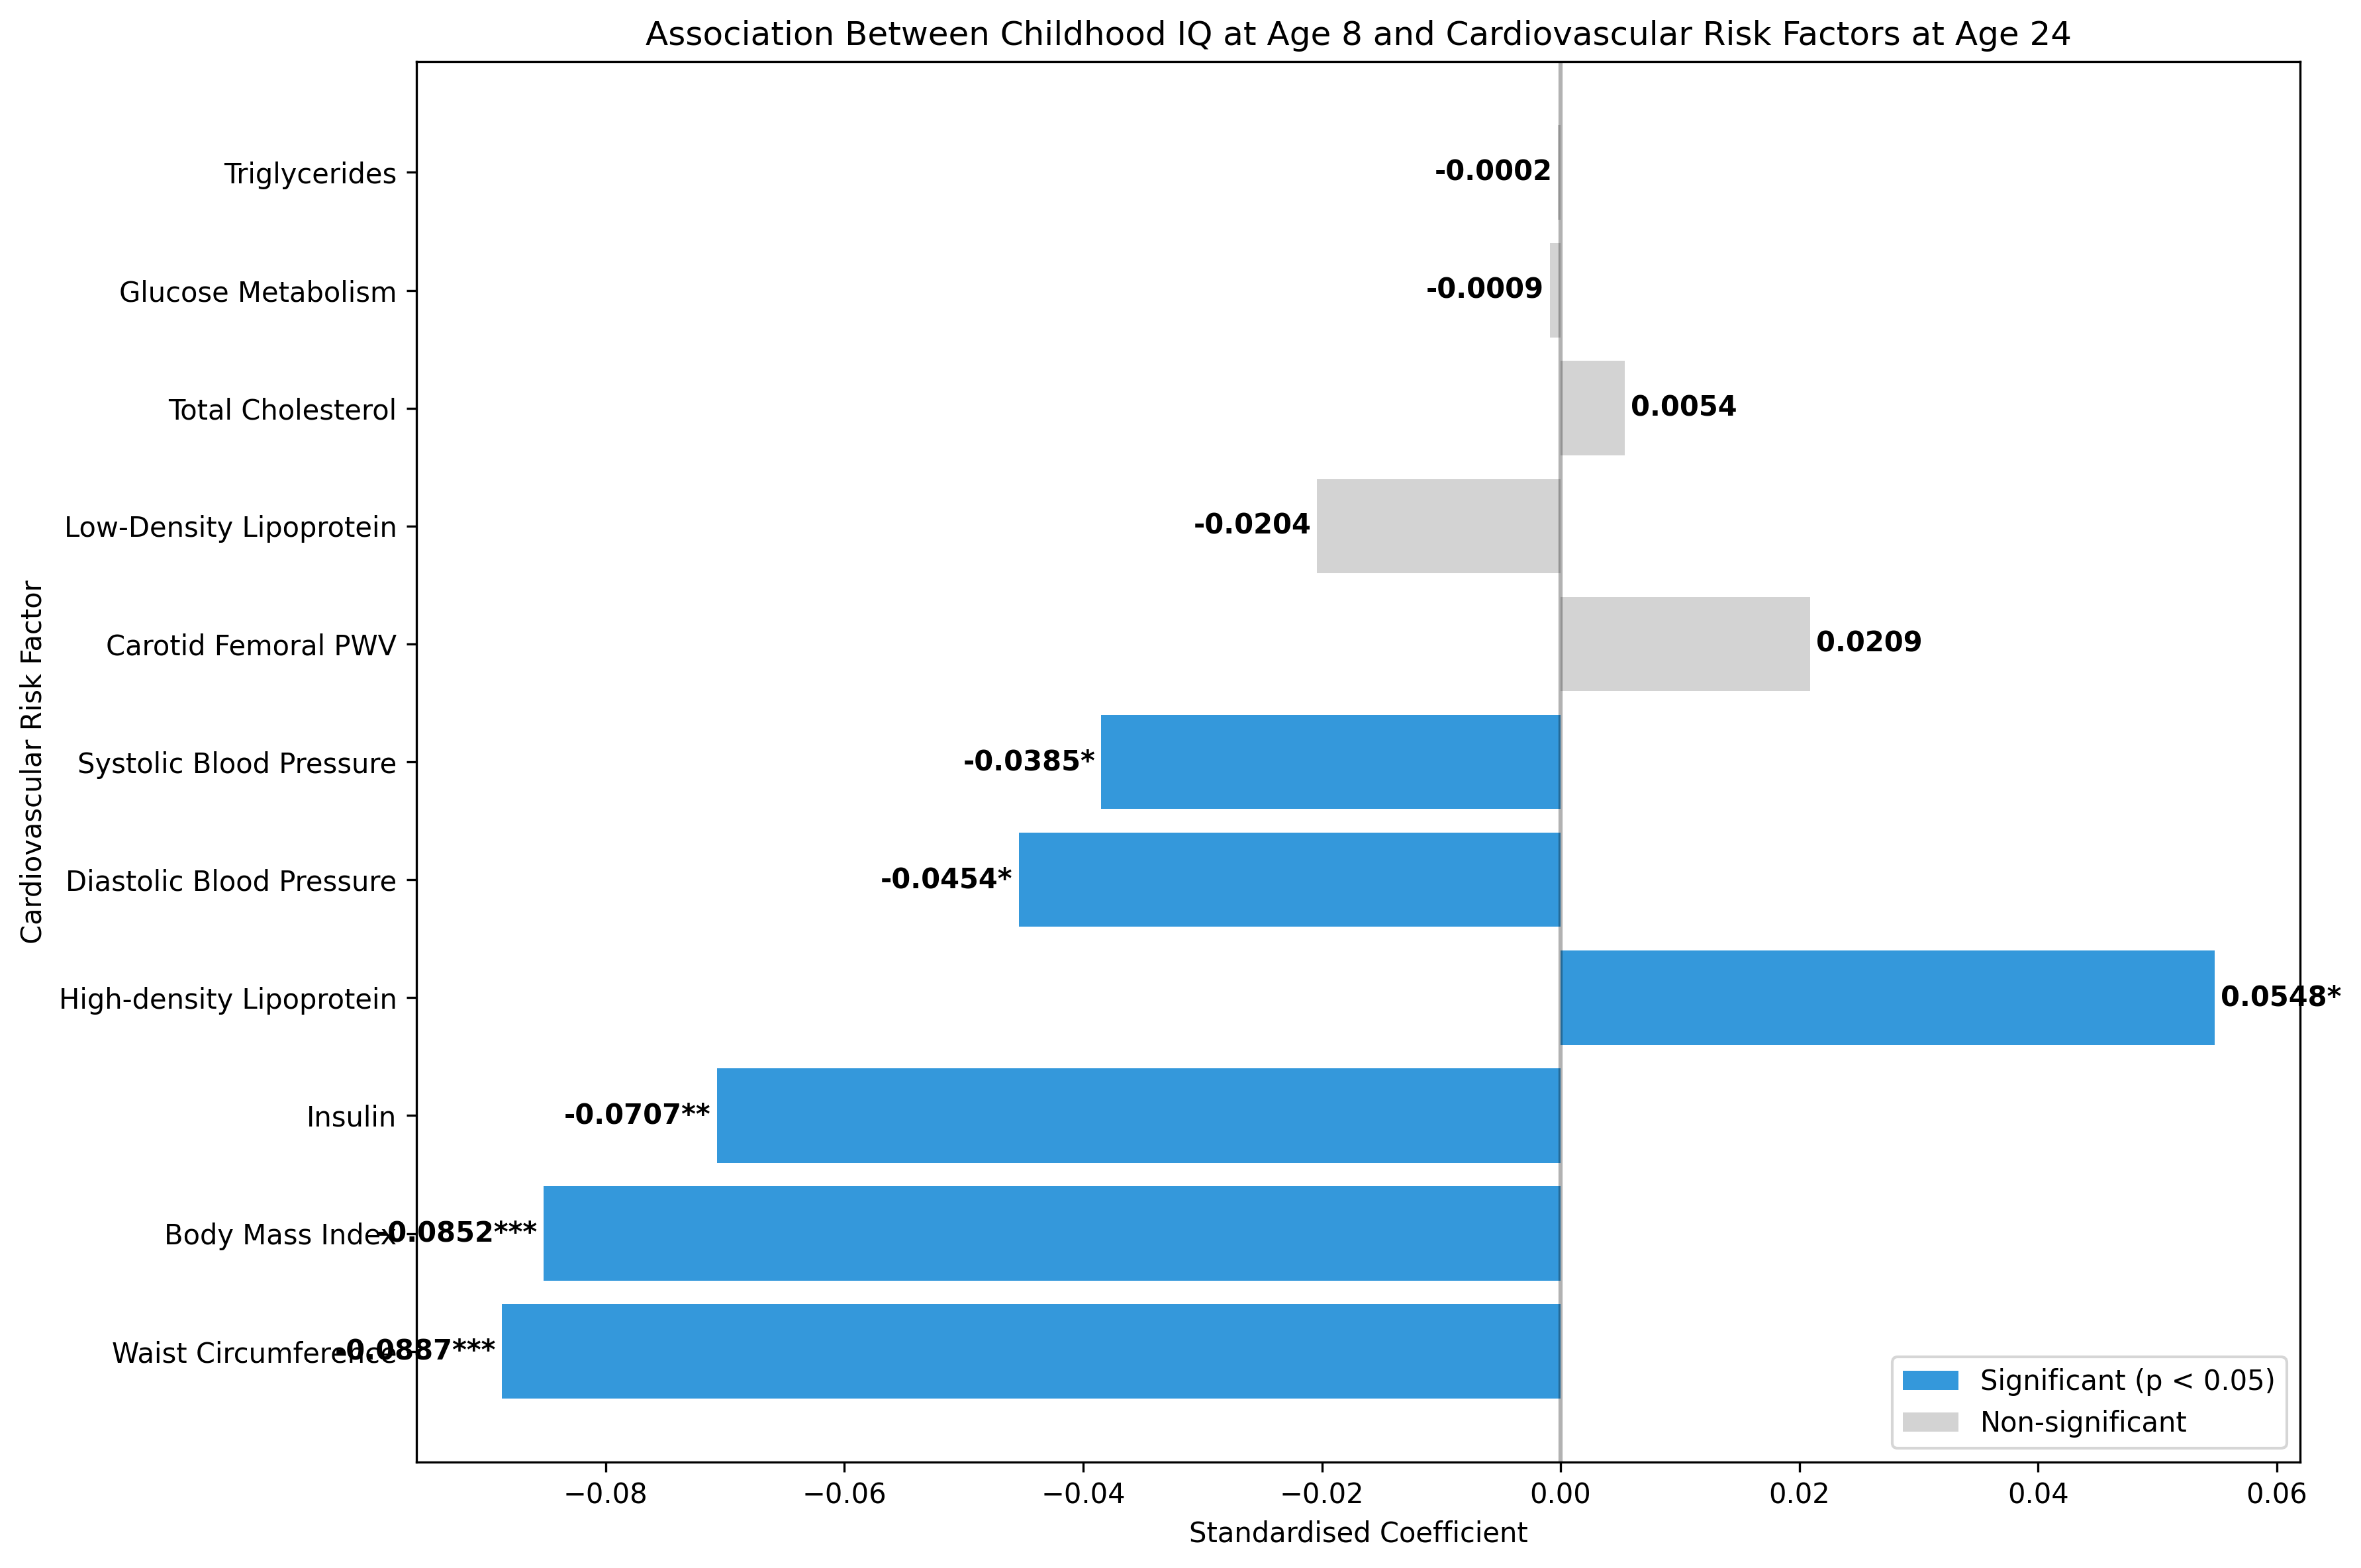 Association Between Childhood IQ at Age 8 and Cardiovascular Risk Factors at Age 24
Cardiovascular Risk Factor
Triglycerides
-0.0002
Glucose Metabolism
-0.0009
Total Cholesterol
0.0054
Low-Density Lipoprotein
-0.0204
Carotid Femoral PWV
0.0209
Systolic Blood Pressure
-0.0385*
Diastolic Blood Pressure
-0.0454*
High-density Lipoprotein
0.0548*
Insulin
-0.0707**
Body Mass Index
-0.0852***
Waist Circumference
-0.0887***
Significant (p < 0.05)
Non-significant
−0.08 −0.06 −0.04 −0.02 0.00 0.02 0.04 0.06
Standardised Coefficient